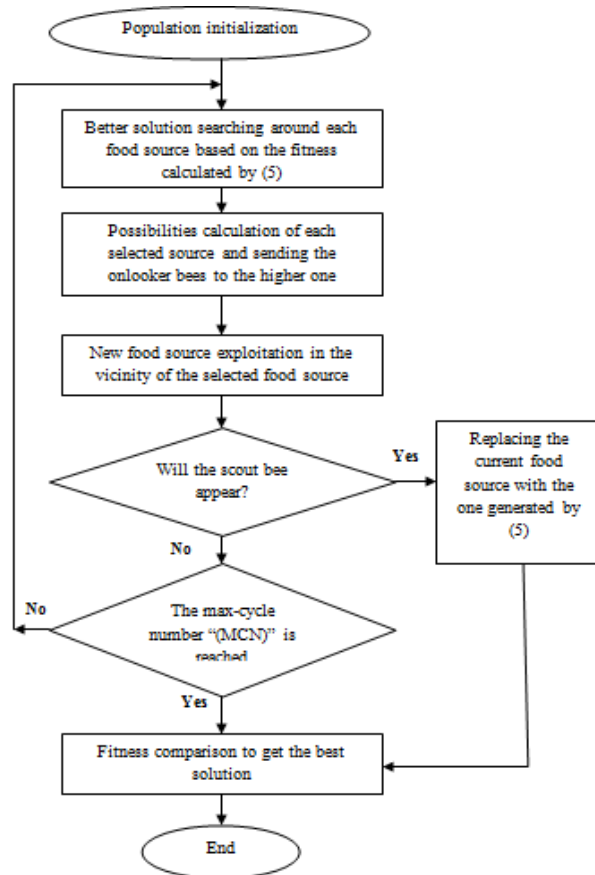 Population initialization
Better solution searching around each
food source based on the fitness
calculated by (5)
Possibilities calculation of each
selected source and sending the
onlooker bees to the higher one
New food source exploitation in the
vicinity of the selected food source
Will the scout bee
appear?
Yes
Replacing the
current food
source with the
one generated by
(5)
No
No
The max-cycle
number “(MCN)” is
reached
Yes
Fitness comparison to get the best
solution
End